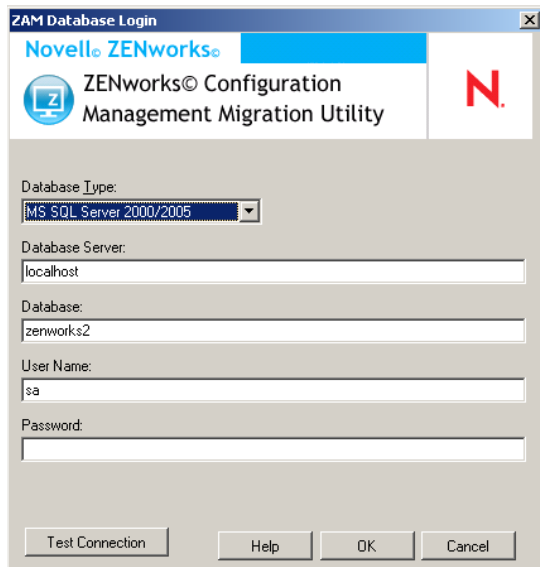 ZAM Database Login
Novell® ZENworks®
ZENworks© Configuration
Management Migration Utility
N.
Database Type:
MS SQL Server 2000/2005
Database Server:
localhost
Database:
zenworks2
User Name:
sa
Password:
Test Connection
Help
OK
Cancel